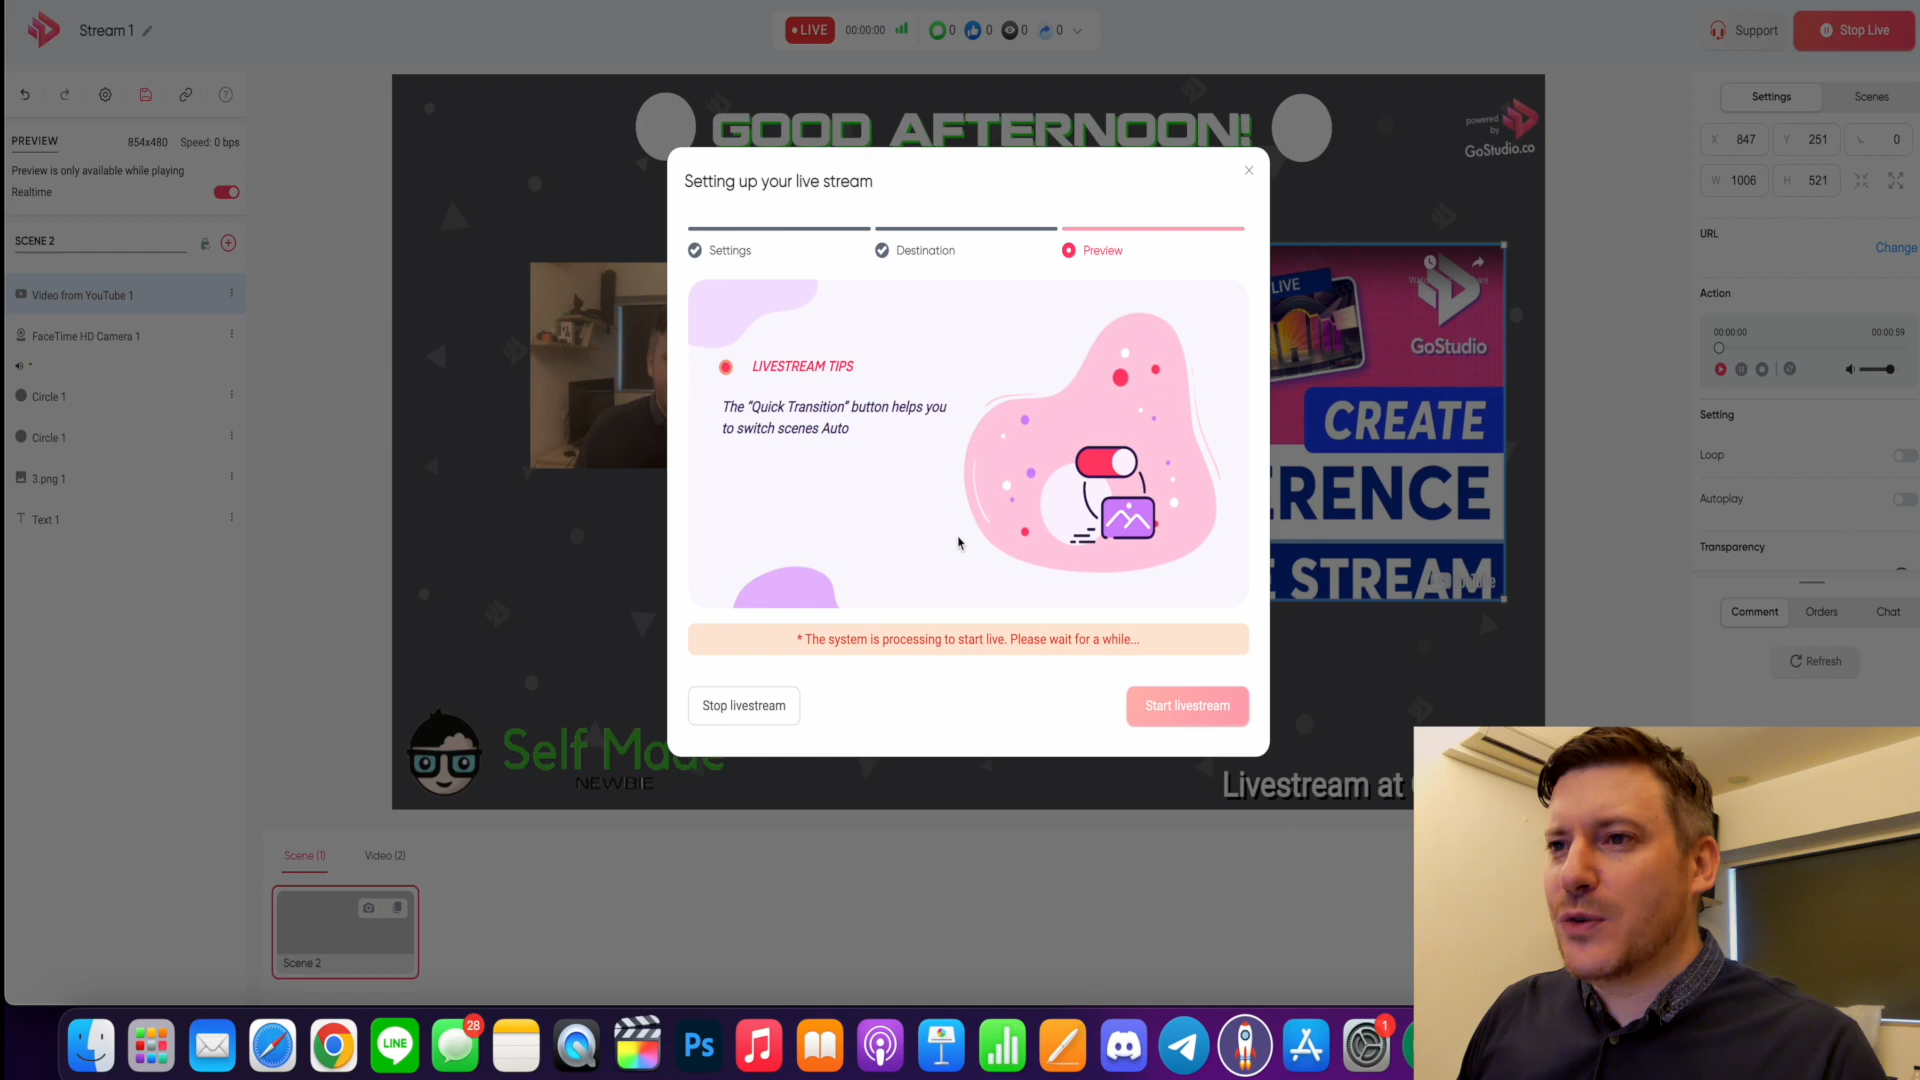 Stream 1
LIVE
00:00:00
0
0
0
0
Support
Stop Live
PREVIEW
854x480
Speed: 0 bps
Preview is only available while playing
Realtime
SCENE 2
Video from YouTube 1
FaceTime HD Camera 1
Circle 1
Circle 1
3.png 1
Text 1
GOOD AFTERNOON!
powered
by
GoStudio.co
Setting up your live stream
Settings
Destination
Preview
LIVESTREAM TIPS
The “Quick Transition” button helps you
to switch scenes Auto
* The system is processing to start live. Please wait for a while...
Stop livestream
Start livestream
LIVE
GoStudio
CREATE
RENCE
STREAM
Self Made
NEWBIE
Livestream at
Settings
Scenes
X 847
Y 251
0
W 1006
H 521
URL
Change
Action
00:00:00
00:00:59
Setting
Loop
Autoplay
Transparency
Comment
Orders
Chat
Refresh
Scene (1)
Video (2)
Scene 2
LINE
28
Ps
1